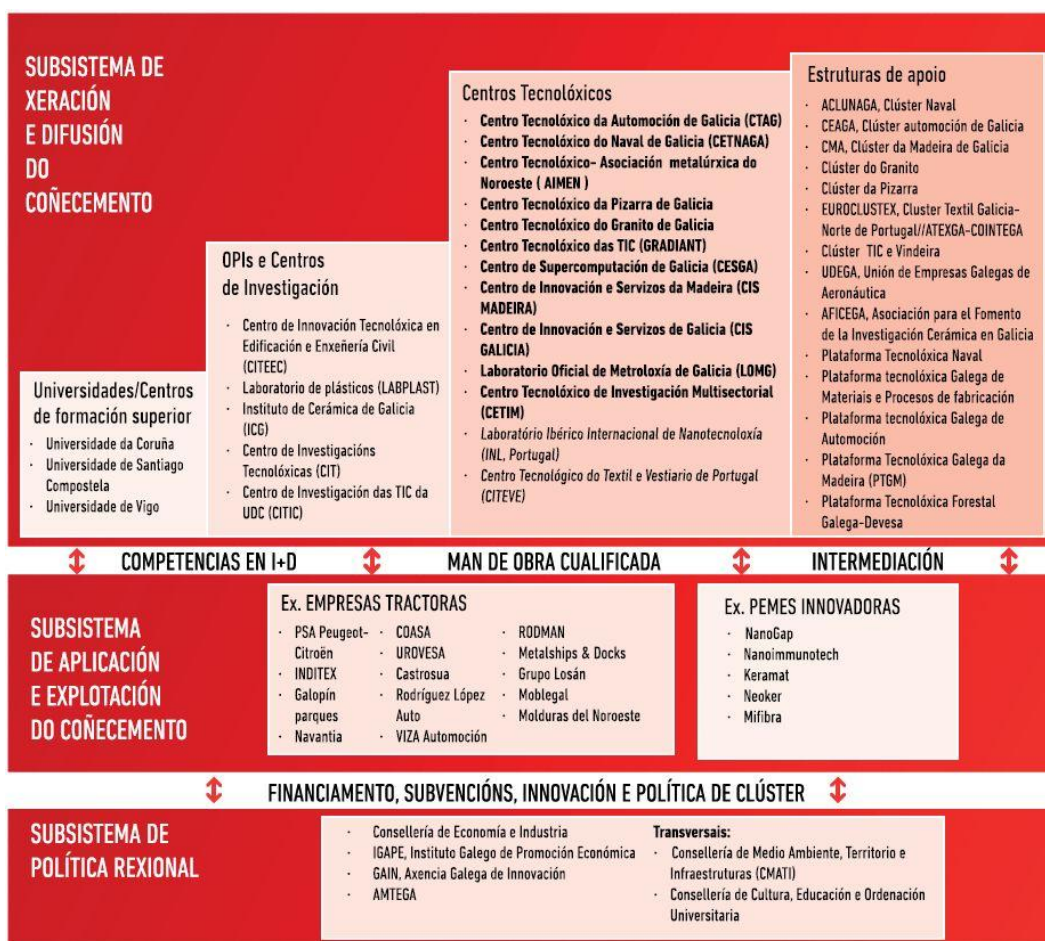 SUBSISTEMA DE
XERACIÓN
E DIFUSIÓN
DO
COÑECEMENTO
Universidades/Centros
de formación superior
· Universidade da Coruña
· Universidade de Santiago
Compostela
· Universidade de Vigo
OPIs e Centros
de Investigación
· Centro de Innovación Tecnolóxica en
Edificación e Enxeñería Civil
(CITEEC)
· Laboratorio de plásticos (LABPLAST)
· Instituto de Cerámica de Galicia
(ICG)
· Centro de Investigacións
Tecnolóxicas (CIT)
· Centro de Investigación das TIC da
UDC (CITIC)
Centros Tecnolóxicos
· Centro Tecnolóxico da Automoción de Galicia (CTAG)
· Centro Tecnolóxico do Naval de Galicia (CETNAGA)
· Centro Tecnolóxico- Asociación metalúrxica do
Noroeste ( AIMEN )
· Centro Tecnolóxico da Pizarra de Galicia
· Centro Tecnolóxico do Granito de Galicia
· Centro Tecnolóxico das TIC (GRADIANT)
· Centro de Supercomputación de Galicia (CESGA)
· Centro de Innovación e Servizos da Madeira (CIS
MADEIRA)
· Centro de Innovación e Servizos de Galicia (CIS
GALICIA)
· Laboratorio Oficial de Metroloxía de Galicia (LOMG)
· Centro Tecnolóxico de Investigación Multisectorial
(CETIM)
· Laboratório Ibérico Internacional de Nanotecnoloxía
(INL, Portugal)
· Centro Tecnológico do Textil e Vestiario de Portugal
(CITEVE)
Estruturas de apoio
· ACLUNAGA, Clúster Naval
· CEAGA, Clúster automoción de Galicia
· CMA, Clúster da Madeira de Galicia
· Clúster do Granito
· Clúster da Pizarra
· EUROCLUSTEX, Cluster Textil Galicia-
Norte de Portugal//ATEXGA-COINTEGA
· Clúster TIC e Vindeira
· UDEGA, Unión de Empresas Galegas de
Aeronáutica
· AFICEGA, Asociación para el Fomento
de la Investigación Cerámica en Galicia
· Plataforma Tecnolóxica Naval
· Plataforma tecnolóxica Galega de
Materiais e Procesos de fabricación
· Plataforma tecnolóxica Galega de
Automoción
· Plataforma Tecnolóxica Galega da
Madeira (PTGM)
· Plataforma Tecnolóxica Forestal
Galega-Devesa
COMPETENCIAS EN I+D
MAN DE OBRA CUALIFICADA
INTERMEDIACIÓN
SUBSISTEMA
DE APLICACIÓN
E EXPLOTACIÓN
DO COÑECEMENTO
Ex. EMPRESAS TRACTORAS
· PSA Peugeot-
Citroën
· INDITEX
· Galopín
parques
· Navantia
· COASA
· UROVESA
· Castrosua
· Rodríguez López
Auto
· VIZA Automoción
· RODMAN
· Metalships & Docks
· Grupo Losán
· Moblegal
· Molduras del Noroeste
Ex. PEMES INNOVADORAS
· NanoGap
· Nanoimmunotech
· Keramat
· Neoker
· Mifibra
FINANCIAMENTO, SUBVENCIÓNS, INNOVACIÓN E POLÍTICA DE CLÚSTER
SUBSISTEMA DE
POLÍTICA REXIONAL
· Consellería de Economía e Industria
· IGAPE, Instituto Galego de Promoción Económica
· GAIN, Axencia Galega de Innovación
· AMTEGA
Transversais:
· Consellería de Medio Ambiente, Territorio e
Infraestruturas (CMATI)
· Consellería de Cultura, Educación e Ordenación
Universitaria